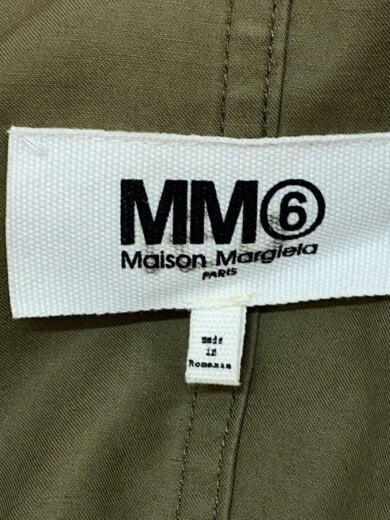 MM⑥
Maison Margiela
PARIS
made
in
Romania